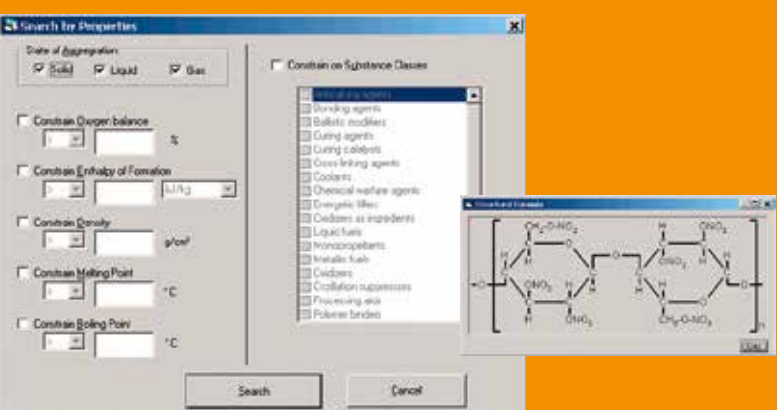 Search by Properties
State of Aggregation
Solid Liquid Gas
Constrain Oxygen balance
%
Constrain Enthalpy of Formation
kJ/kg
Constrain Density
g/cm³
Constrain Melting Point
°C
Constrain Boiling Point
°C
Constrain on Substance Classes
Bonding agents
Ballistic modifiers
Curing agents
Curing catalysts
Cross-linking agents
Coolants
Chemical warfare agents
Energetic fillers
Oxidizers as ingredients
Liquid fuels
Monopropellants
Metallic fuels
Oxidizers
Oscillation suppressors
Processing aids
Polymer binders
Search Cancel
Structural Formula
CH₂-O-NO₂ H ONO₂
H O H O ONO₂ H H
C C C C
O ONO₂ H H H O
H ONO₂ H CH₂-O-NO₂
n